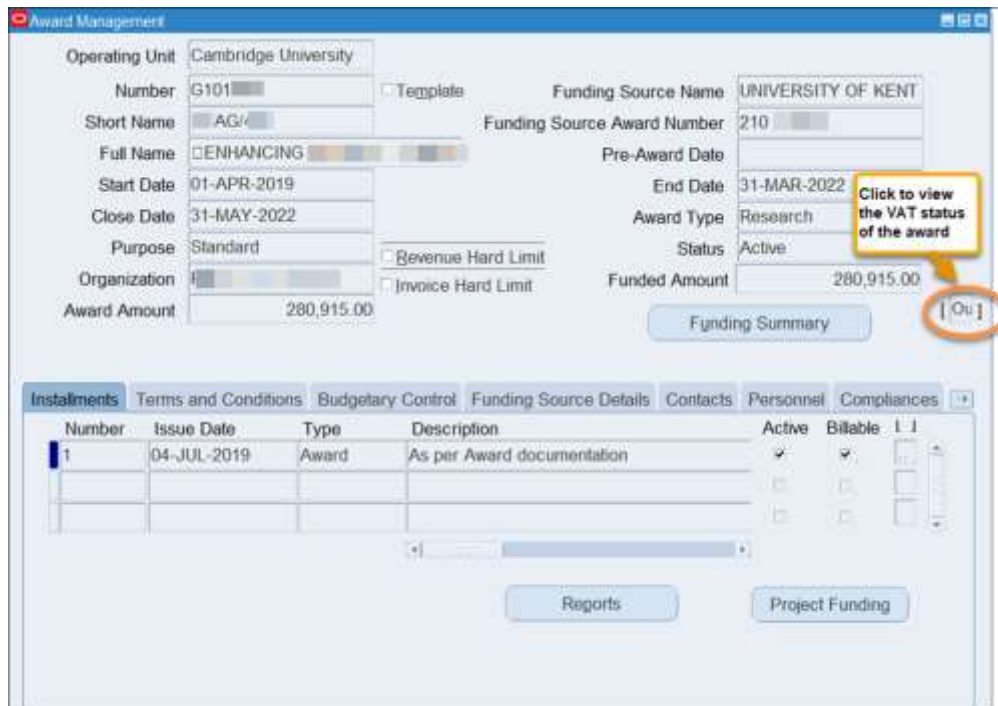 Award Management
Operating Unit Cambridge University
Number G101 Template Funding Source Name UNIVERSITY OF KENT
Short Name AG/ Funding Source Award Number 210
Full Name ENHANCING Pre-Award Date
Start Date 01-APR-2019 End Date 31-MAR-2022
Close Date 31-MAY-2022 Award Type Research
Click to view
the VAT status
of the award
Purpose Standard Revenue Hard Limit Status Active
Organization Invoice Hard Limit Funded Amount 280,915.00
Award Amount 280,915.00 Funding Summary [ Ou ]
Installments Terms and Conditions Budgetary Control Funding Source Details Contacts Personnel Compliances
Number Issue Date Type Description Active Billable [ ]
1 04-JUL-2019 Award As per Award documentation
Reports Project Funding